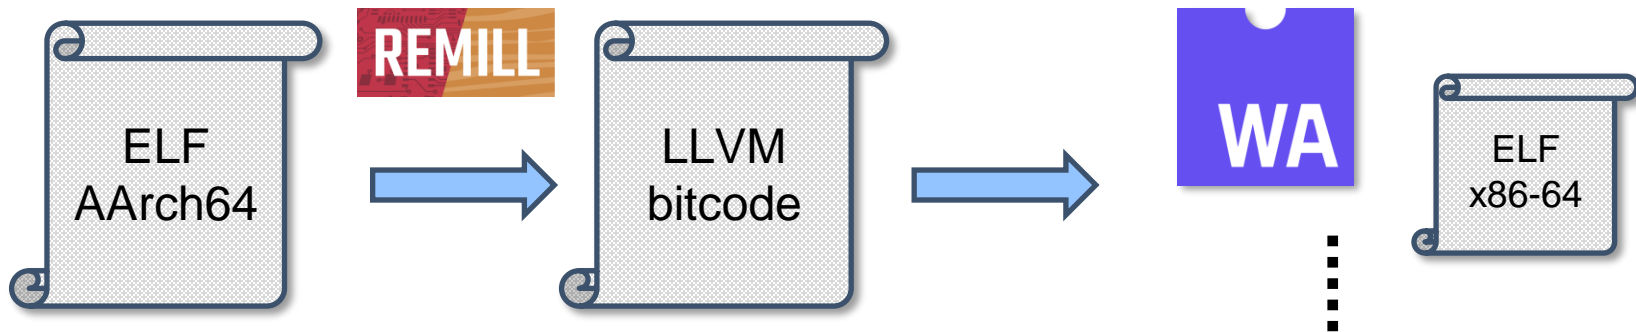 ELF
AArch64
REMILL
LLVM
bitcode
WA
ELF
x86-64